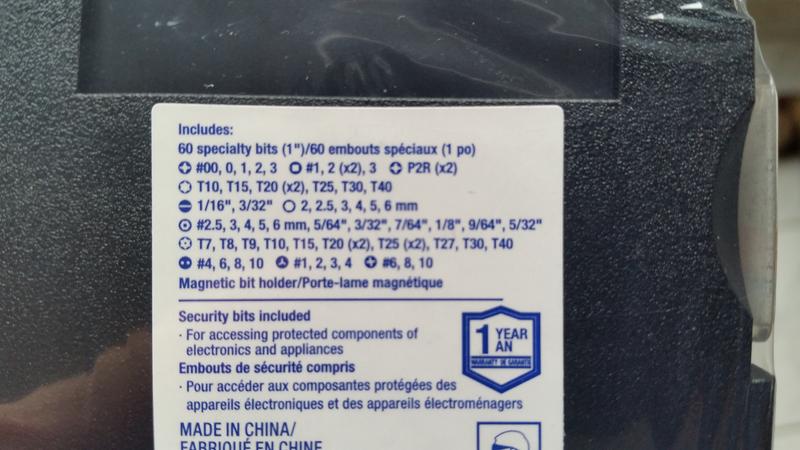 Includes:
60 specialty bits (1")/60 embouts spéciaux (1 po)
#00, 0, 1, 2, 3 #1, 2 (x2), 3 P2R (x2)
T10, T15, T20 (x2), T25, T30, T40
1/16", 3/32" 2, 2.5, 3, 4, 5, 6 mm
#2.5, 3, 4, 5, 6 mm, 5/64", 3/32", 7/64", 1/8", 9/64", 5/32"
T7, T8, T9, T10, T15, T20 (x2), T25 (x2), T27, T30, T40
#4, 6, 8, 10 #1, 2, 3, 4 #6, 8, 10
Magnetic bit holder/Porte-lame magnétique
Security bits included
· For accessing protected components of
electronics and appliances
1 YEAR
AN
WARRANTY DE GARANTIE
Embouts de sécurité compris
· Pour accéder aux composantes protégées des
appareils électroniques et des appareils électroménagers
MADE IN CHINA/
FABRIQUÉ EN CHINE